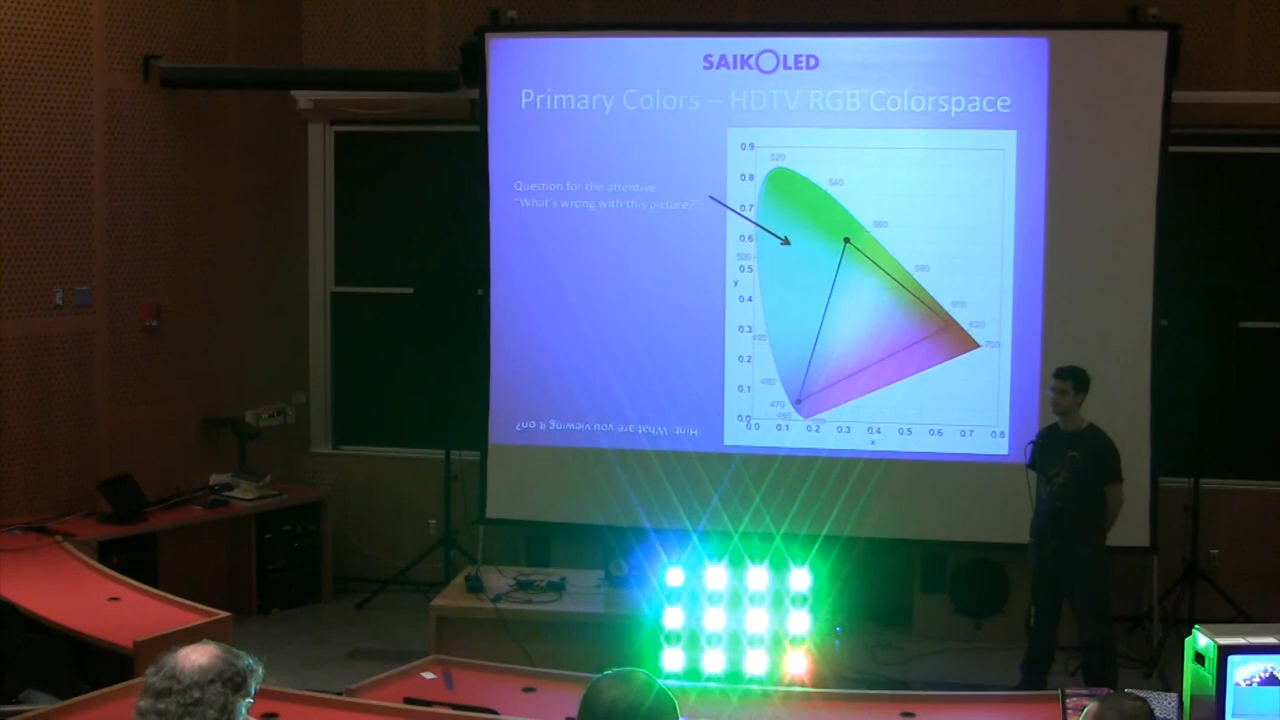 SAIKOLED
Primary Colors – HDTV RGB Colorspace
Question for the attentive:
"What's wrong with this picture?"
0.9
0.8
0.7
0.6
0.5
0.4
0.3
0.2
0.1
0.0
y
520
540
560
580
600
620
700
500
490
480
470
460
0.0 0.1 0.2 0.3 0.4 0.5 0.6 0.7 0.8
x
Hint: What are you viewing it on?